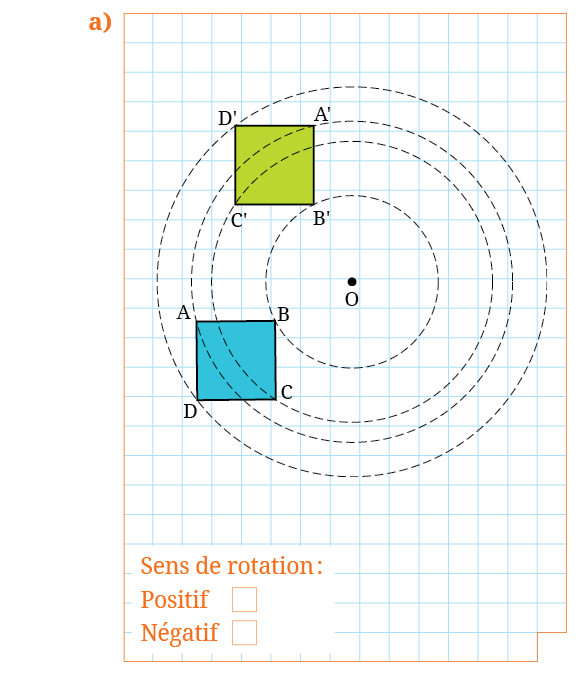 a)
D' A'
C' B'
O
A B
D C
Sens de rotation :
Positif
Négatif